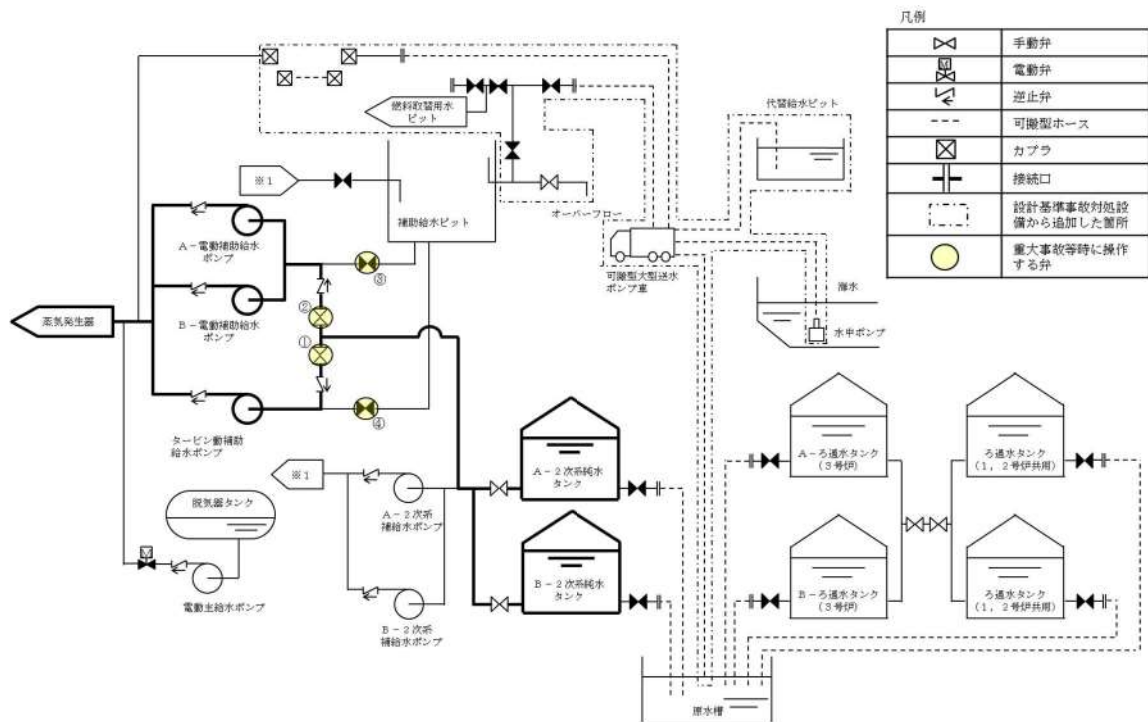 凡例
手動弁
M
電動弁
逆止弁
可搬型ホース
カプラ
接続口
設計基準事故対処設
備から追加した箇所
重大事故等時に操作
する弁
燃料取替用水
ピット
代替給水ピット
※1
補助給水ピット
オーバーフロー
A-電動補助給水
ポンプ
③
可搬型大型送水
ポンプ車
海水
②
蒸気発生器
B-電動補助給水
ポンプ
①
水中ポンプ
④
タービン動補助
給水ポンプ
A-2次系純水
タンク
A-ろ過水タンク
(3号炉)
ろ過水タンク
(1,2号炉共用)
※1
脱気器タンク
A-2次系
補給水ポンプ
M
B-2次系純水
タンク
B-ろ過水タンク
(3号炉)
ろ過水タンク
(1,2号炉共用)
電動主給水ポンプ
B-2次系
補給水ポンプ
原水槽